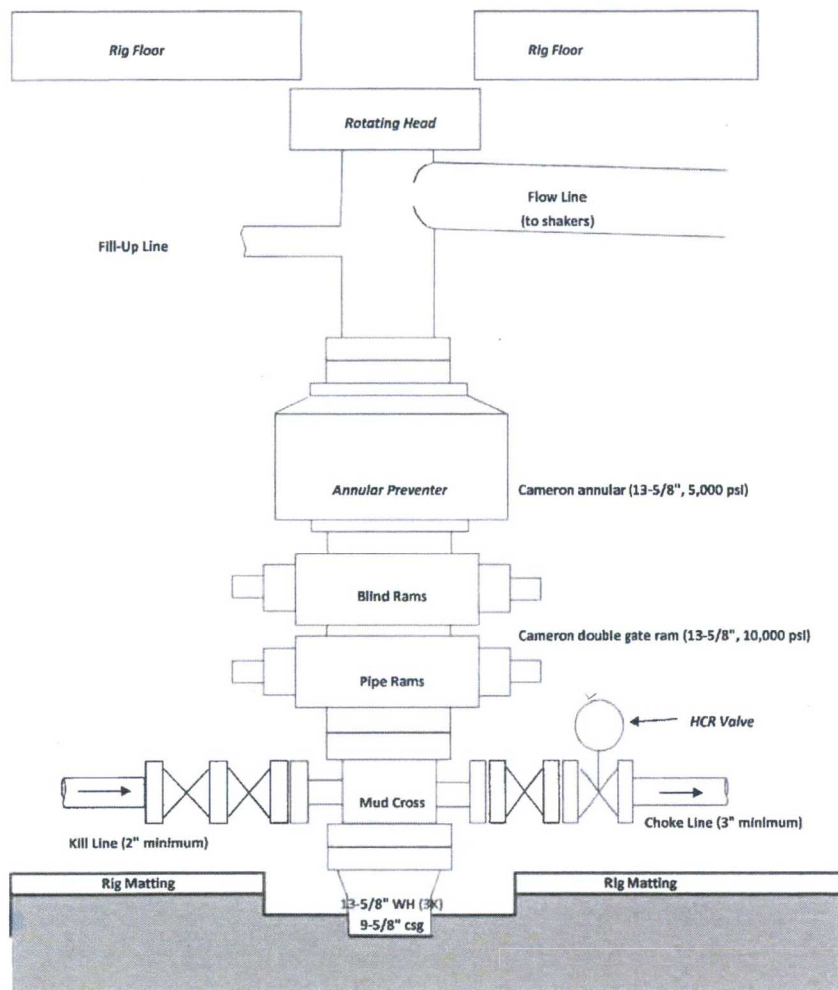 Rig Floor
Rig Floor
Rotating Head
Flow Line
(to shakers)
Fill-Up Line
Annular Preventer
Cameron annular (13-5/8", 5,000 psi)
Blind Rams
Cameron double gate ram (13-5/8", 10,000 psi)
Pipe Rams
HCR Valve
Mud Cross
Kill Line (2" minimum)
Choke Line (3" minimum)
Rig Matting
Rig Matting
13-5/8" WH (3K)
9-5/8" csg